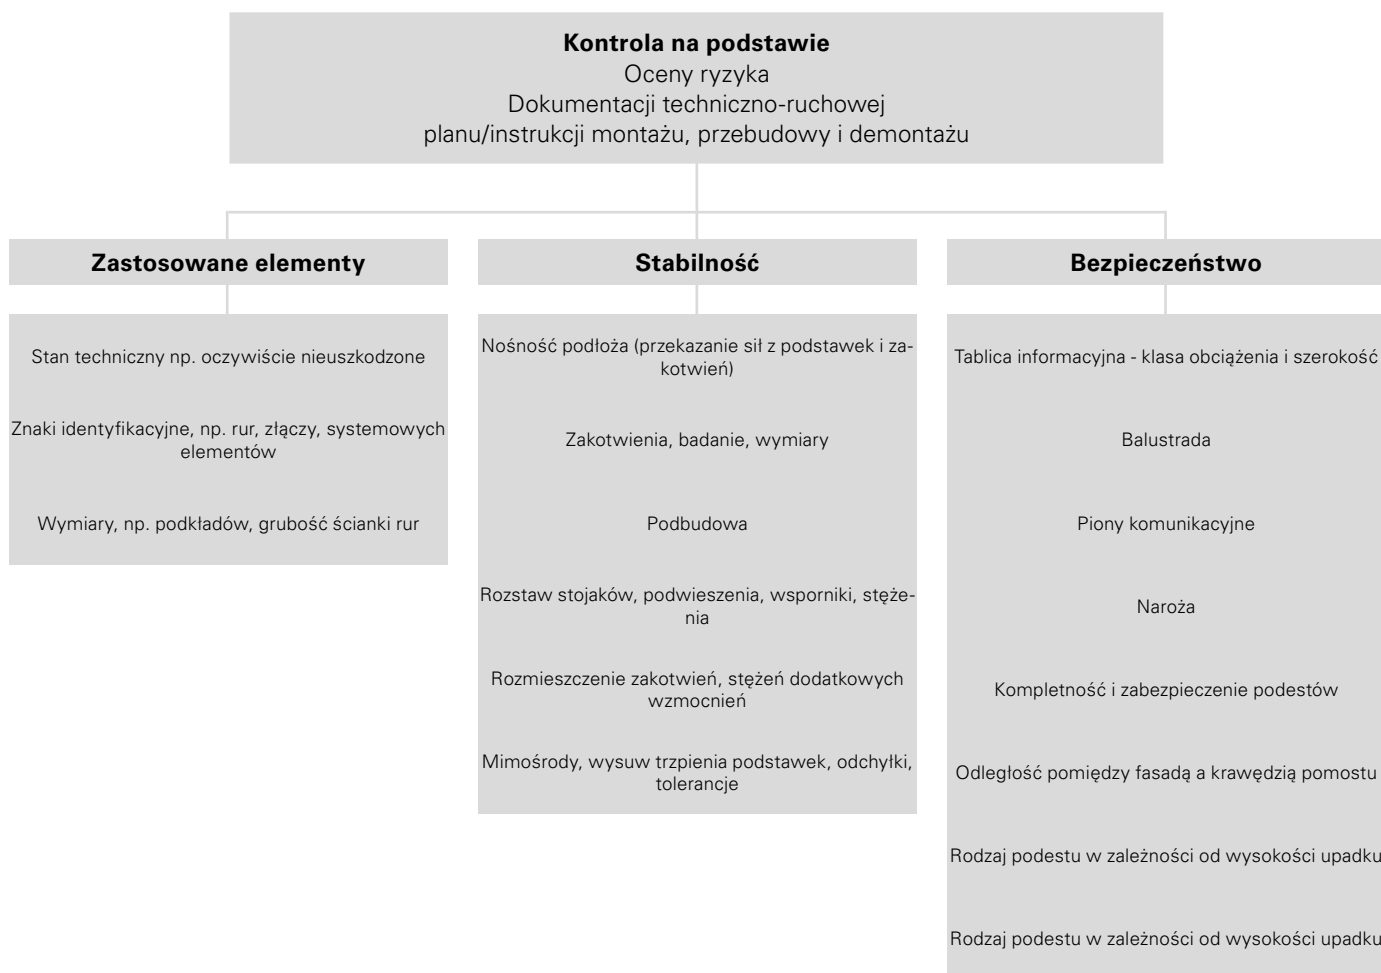 Kontrola na podstawie
Oceny ryzyka
Dokumentacji techniczno-ruchowej
planu/instrukcji montażu, przebudowy i demontażu
Zastosowane elementy
Stan techniczny np. oczywiście nieuszkodzone
Znaki identyfikacyjne, np. rur, złączy, systemowych
elementów
Wymiary, np. podkładów, grubość ścianki rur
Stabilność
Nośność podłoża (przekazanie sił z podstawek i za-
kotwień)
Zakotwienia, badanie, wymiary
Podbudowa
Rozstaw stojaków, podwieszenia, wsporniki, stęże-
nia
Rozmieszczenie zakotwień, stężeń dodatkowych
wzmocnień
Mimośrody, wysuw trzpienia podstawek, odchyłki,
tolerancje
Bezpieczeństwo
Tablica informacyjna - klasa obciążenia i szerokość
Balustrada
Piony komunikacyjne
Naroża
Kompletność i zabezpieczenie podestów
Odległość pomiędzy fasadą a krawędzią pomostu
Rodzaj podestu w zależności od wysokości upadku
Rodzaj podestu w zależności od wysokości upadku